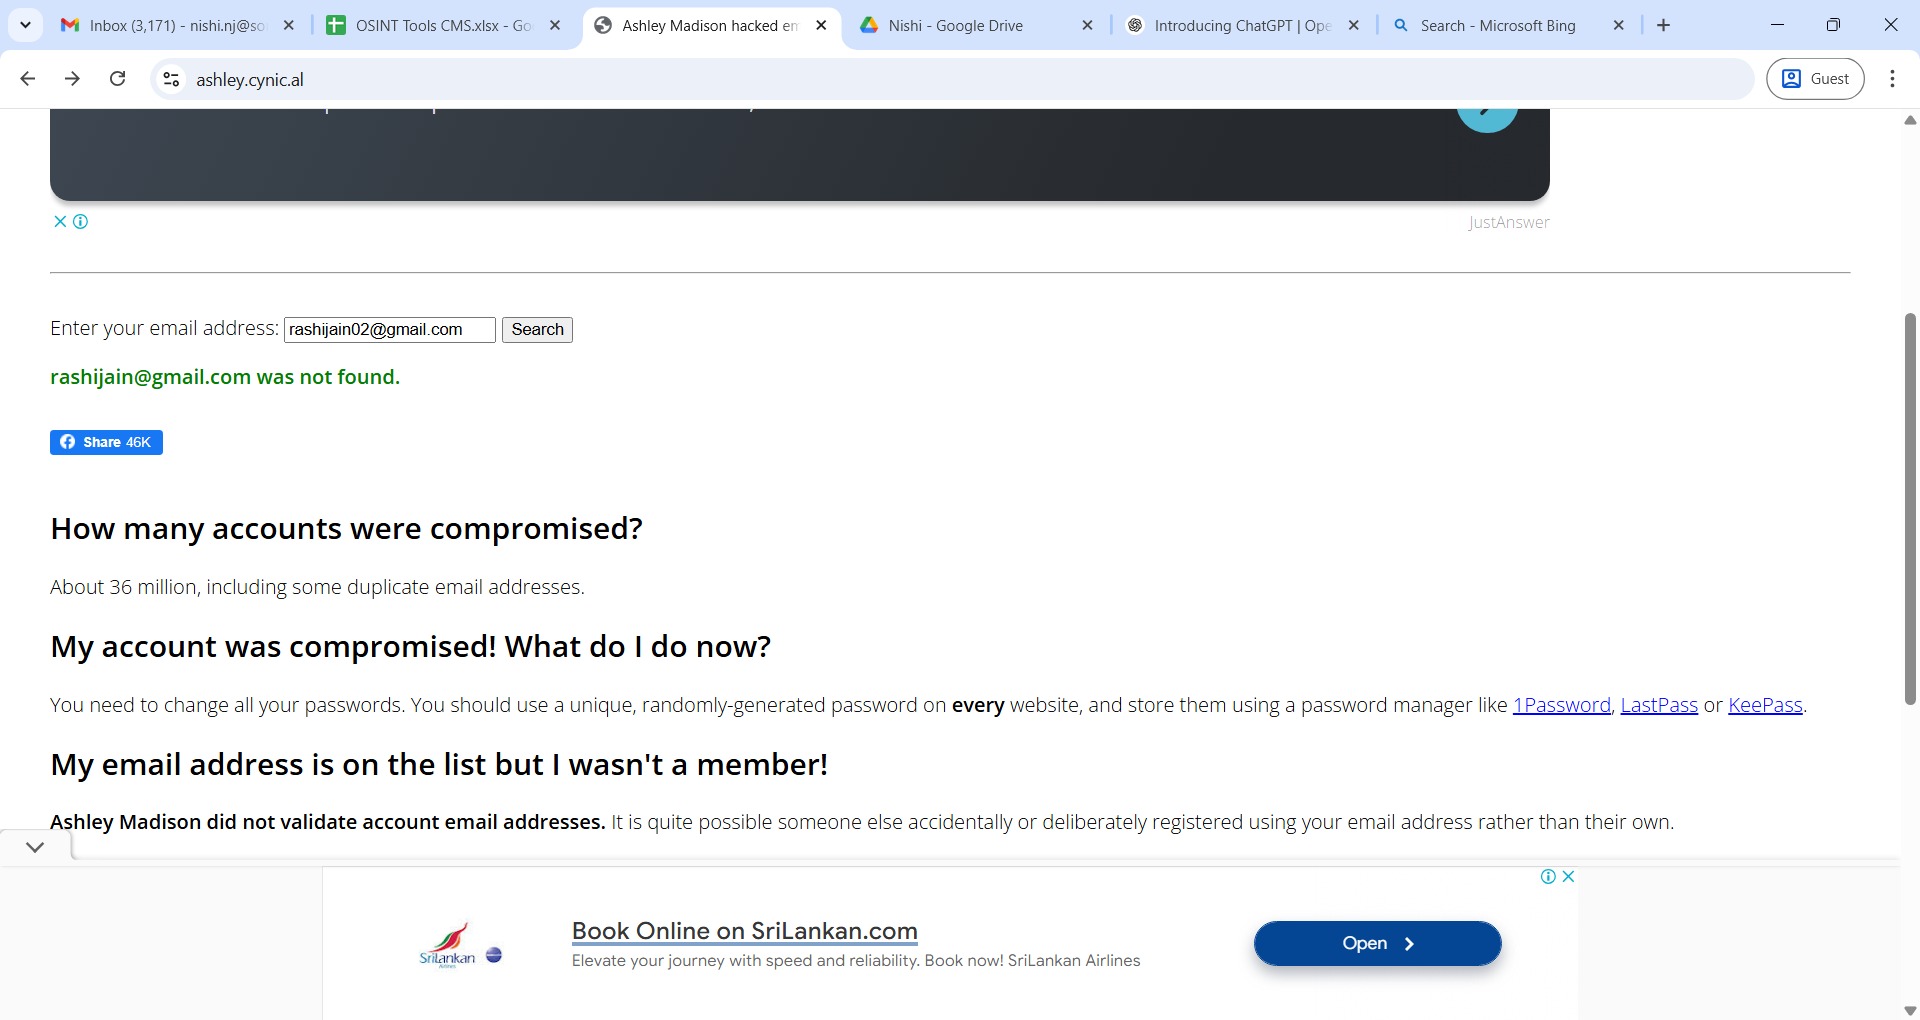 Inbox (3,171) - nishi.nj@so
OSINT Tools CMS.xlsx - Go
Ashley Madison hacked em
Nishi - Google Drive
Introducing ChatGPT | Ope
Search - Microsoft Bing
ashley.cynic.al
Guest
JustAnswer
Enter your email address: rashijain02@gmail.com Search
rashijain@gmail.com was not found.
Share 46K
How many accounts were compromised?
About 36 million, including some duplicate email addresses.
My account was compromised! What do I do now?
You need to change all your passwords. You should use a unique, randomly-generated password on every website, and store them using a password manager like 1Password, LastPass or KeePass.
My email address is on the list but I wasn't a member!
Ashley Madison did not validate account email addresses. It is quite possible someone else accidentally or deliberately registered using your email address rather than their own.
Book Online on SriLankan.com
Elevate your journey with speed and reliability. Book now! SriLankan Airlines
Open
SriLankan
Airlines